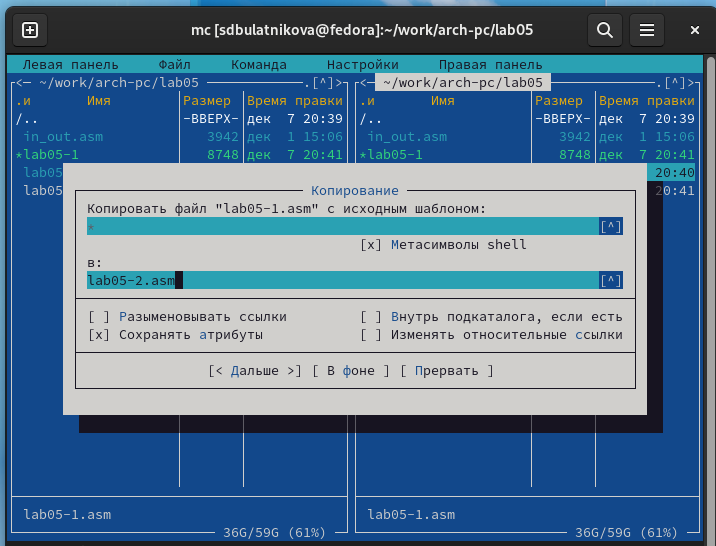 mc [sdbulatnikova@fedora]:~/work/arch-pc/lab05
Левая панель Файл Команда Настройки Правая панель
<— ~/work/arch-pc/lab05 .[^]> <— ~/work/arch-pc/lab05 .[^]>
.и Имя Размер Время правки .и Имя Размер Время правки
/.. -ВВЕРХ- дек 7 20:39 /.. -ВВЕРХ- дек 7 20:39
in_out.asm 3942 дек 1 15:06 in_out.asm 3942 дек 1 15:06
*lab05-1 8748 дек 7 20:41 *lab05-1 8748 дек 7 20:41
lab05 20:40
lab05 20:41
Копирование
Копировать файл "lab05-1.asm" с исходным шаблоном:
* [^]
[x] Метасимволы shell
в:
lab05-2.asm [^]
[ ] Разыменовывать ссылки [ ] Внутрь подкаталога, если есть
[x] Сохранять атрибуты [ ] Изменять относительные ссылки
[< Дальше >] [ В фоне ] [ Прервать ]
lab05-1.asm lab05-1.asm
36G/59G (61%) 36G/59G (61%)